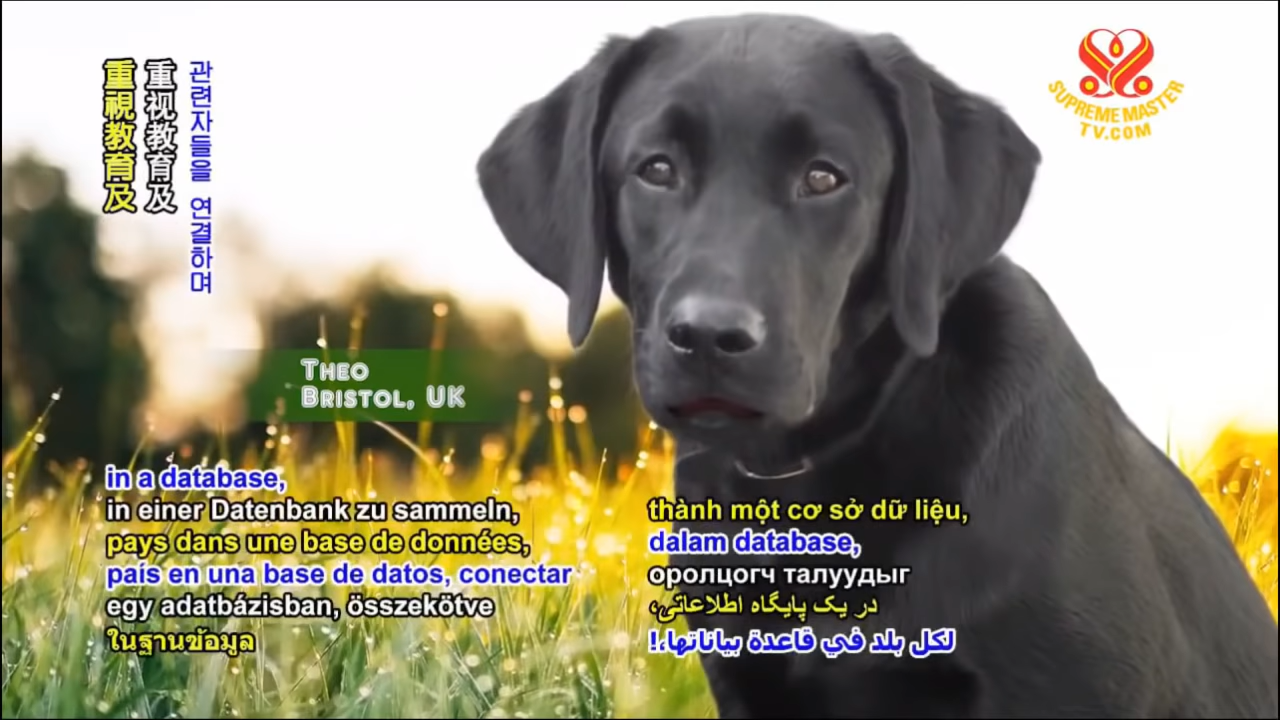 重視教育及
重视教育及
관련자들을 연결하며
SUPREME MASTER
TV.COM
THEO
BRISTOL, UK
in a database,
in einer Datenbank zu sammeln,
pays dans une base de données,
país en una base de datos, conectar
egy adatbázisban, összekötve
ในฐานข้อมูล
thành một cơ sở dữ liệu,
dalam database,
оролцогч талуудыг
در یک پایگاه اطلاعاتی،
لكل بلد في قاعدة بياناتها،!